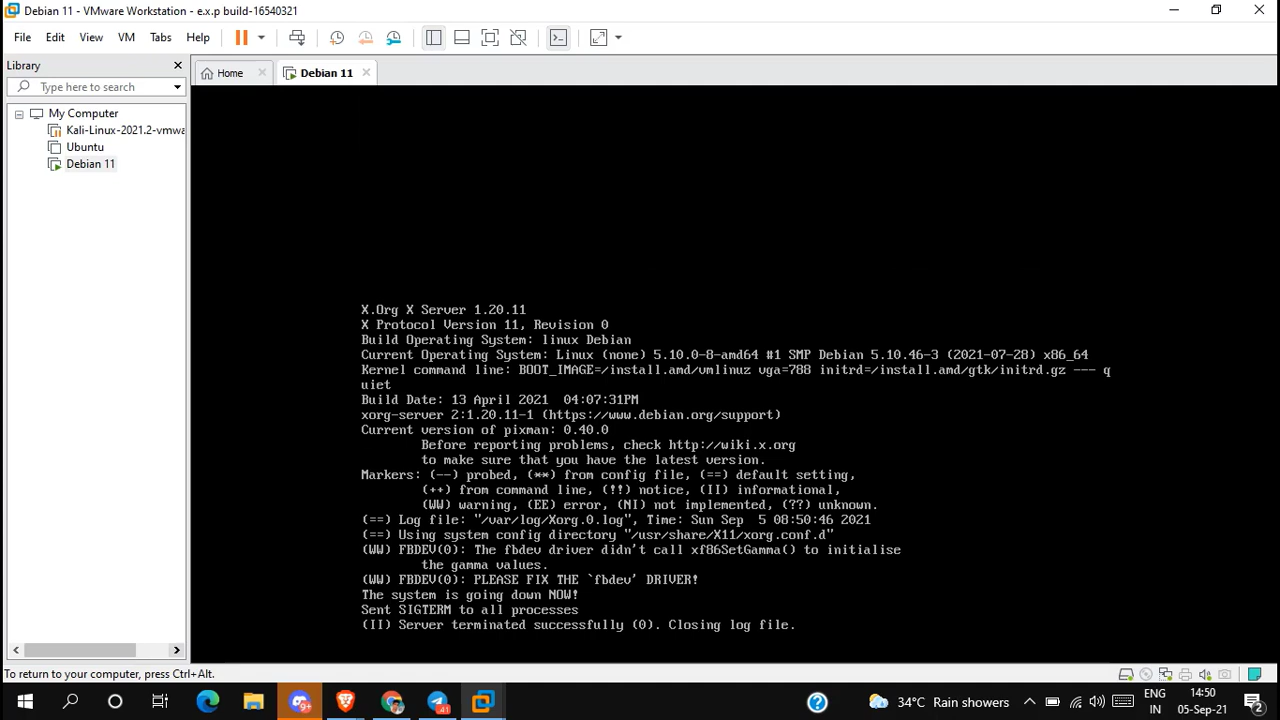 Debian 11 - VMware Workstation - e.x.p build-16540321
File Edit View VM Tabs Help
Library
Home
Debian 11
Type here to search
My Computer
Kali-Linux-2021.2-vmwa
Ubuntu
Debian 11
X.Org X Server 1.20.11
X Protocol Version 11, Revision 0
Build Operating System: linux Debian
Current Operating System: Linux (none) 5.10.0-8-amd64 #1 SMP Debian 5.10.46-3 (2021-07-28) x86_64
Kernel command line: BOOT_IMAGE=/install.amd/vmlinuz vga=788 initrd=/install.amd/gtk/initrd.gz --- q
uiet
Build Date: 13 April 2021  04:07:31PM
xorg-server 2:1.20.11-1 (https://www.debian.org/support)
Current version of pixman: 0.40.0
Before reporting problems, check http://wiki.x.org
to make sure that you have the latest version.
Markers: (--) probed, (**) from config file, (==) default setting,
(++) from command line, (!!) notice, (II) informational,
(WW) warning, (EE) error, (NI) not implemented, (??) unknown.
(==) Log file: "/var/log/Xorg.0.log", Time: Sun Sep  5 08:50:46 2021
(==) Using system config directory "/usr/share/X11/xorg.conf.d"
(WW) FBDEV(0): The fbdev driver didn't call xf86SetGamma() to initialise
the gamma values.
(WW) FBDEV(0): PLEASE FIX THE `fbdev' DRIVER!
The system is going down NOW!
Sent SIGTERM to all processes
(II) Server terminated successfully (0). Closing log file.
To return to your computer, press Ctrl+Alt.
9+
41
34°C Rain showers
ENG
IN
14:50
05-Sep-21
2